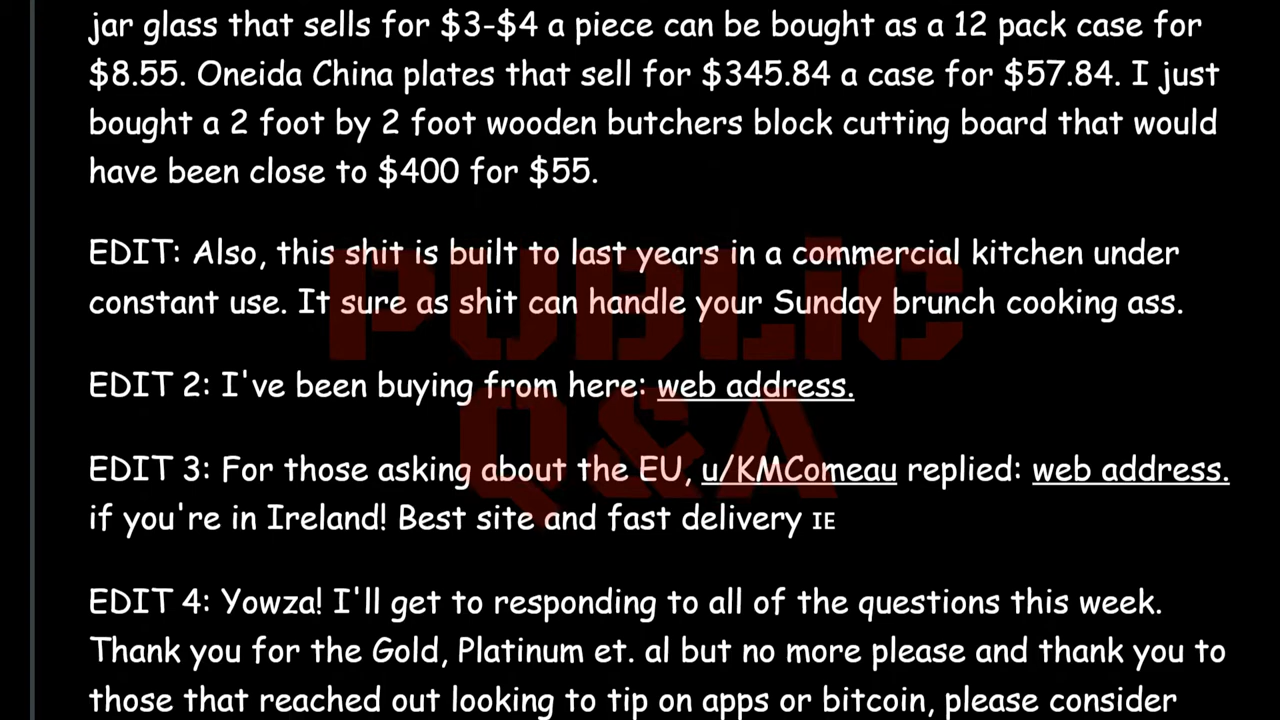 jar glass that sells for $3-$4 a piece can be bought as a 12 pack case for
$8.55. Oneida China plates that sell for $345.84 a case for $57.84. I just
bought a 2 foot by 2 foot wooden butchers block cutting board that would
have been close to $400 for $55.
EDIT: Also, this shit is built to last years in a commercial kitchen under
constant use. It sure as shit can handle your Sunday brunch cooking ass.
EDIT 2: I've been buying from here: web address.
EDIT 3: For those asking about the EU, u/KMComeau replied: web address.
if you're in Ireland! Best site and fast delivery IE
EDIT 4: Yowza! I'll get to responding to all of the questions this week.
Thank you for the Gold, Platinum et. al but no more please and thank you to
those that reached out looking to tip on apps or bitcoin, please consider
PUBLiC
Q&A